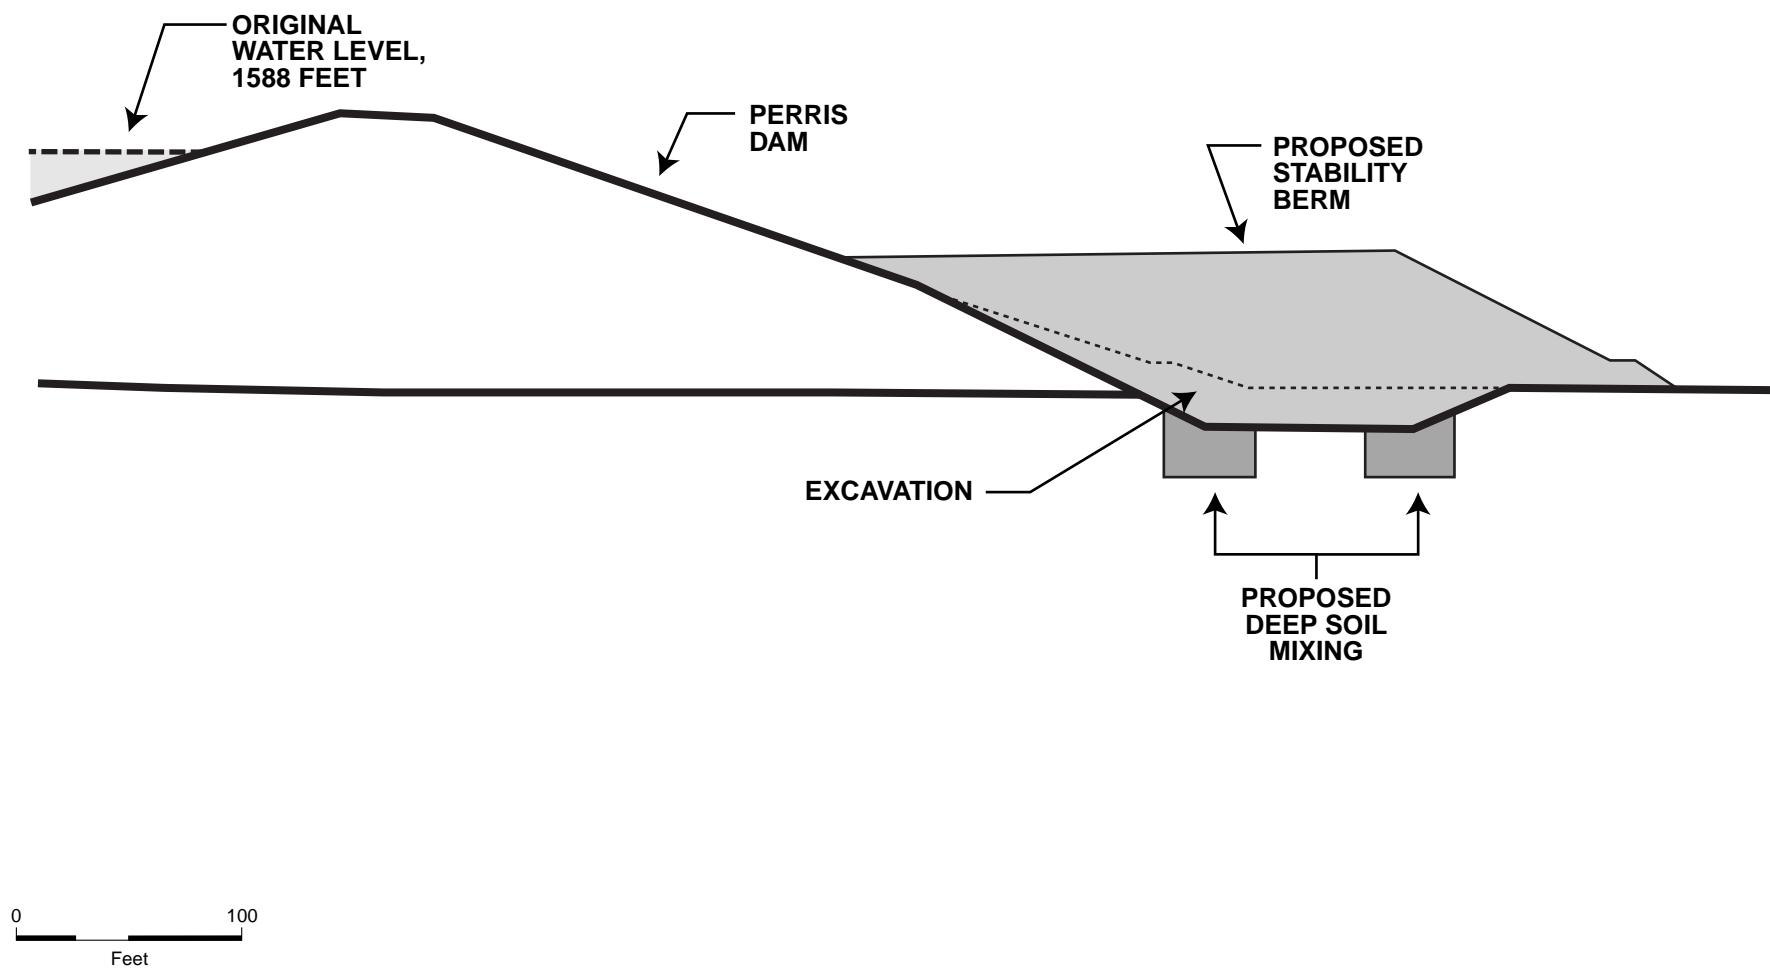 ORIGINAL
WATER LEVEL,
1588 FEET
PERRIS
DAM
PROPOSED
STABILITY
BERM
EXCAVATION
PROPOSED
DEEP SOIL
MIXING
0 100
Feet